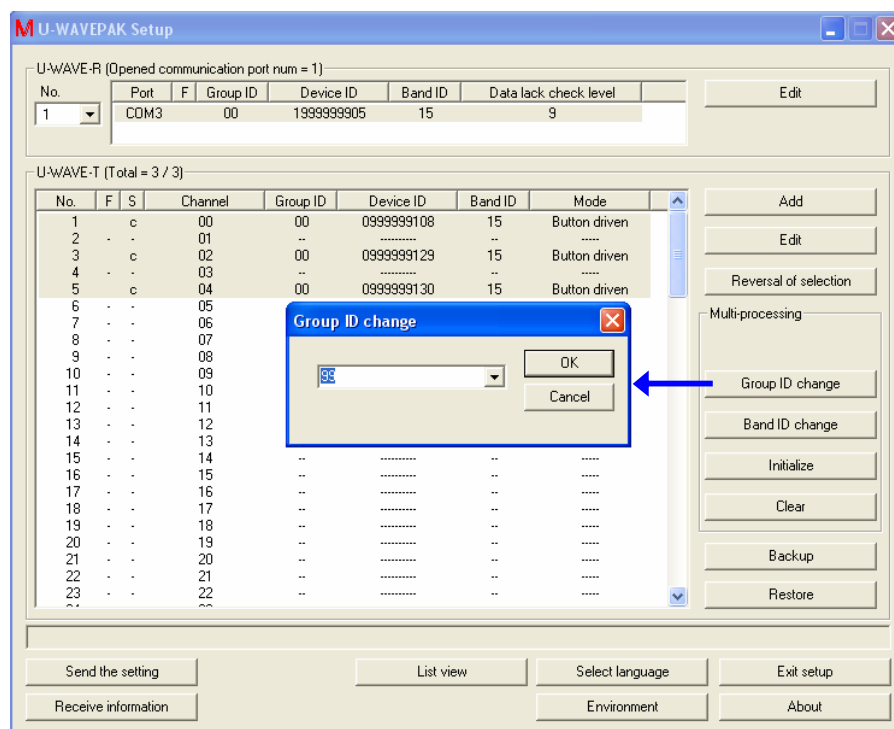 M U-WAVEPAK Setup
U-WAVE-R (Opened communication port num = 1)
No. Port F Group ID Device ID Band ID Data lack check level
1 COM3 00 1999999905 15 9
Edit
U-WAVE-T (Total = 3 / 3)
No. F S Channel Group ID Device ID Band ID Mode
1 c 00 00 0999999108 15 Button driven
2 - - 01 -- ---------- -- -----
3 c 02 00 0999999129 15 Button driven
4 - - 03 -- ---------- -- -----
5 c 04 00 0999999130 15 Button driven
6 - - 05
7 - - 06
8 - - 07
9 - - 08
10 - - 09
11 - - 10
12 - - 11
13 - - 12
14 - - 13
15 - - 14 -- ---------- -- -----
16 - - 15 -- ---------- -- -----
17 - - 16 -- ---------- -- -----
18 - - 17 -- ---------- -- -----
19 - - 18 -- ---------- -- -----
20 - - 19 -- ---------- -- -----
21 - - 20 -- ---------- -- -----
22 - - 21 -- ---------- -- -----
23 - - 22 -- ---------- -- -----
Group ID change
99
OK
Cancel
Add
Edit
Reversal of selection
Multi-processing
Group ID change
Band ID change
Initialize
Clear
Backup
Restore
Send the setting
List view
Select language
Exit setup
Receive information
Environment
About